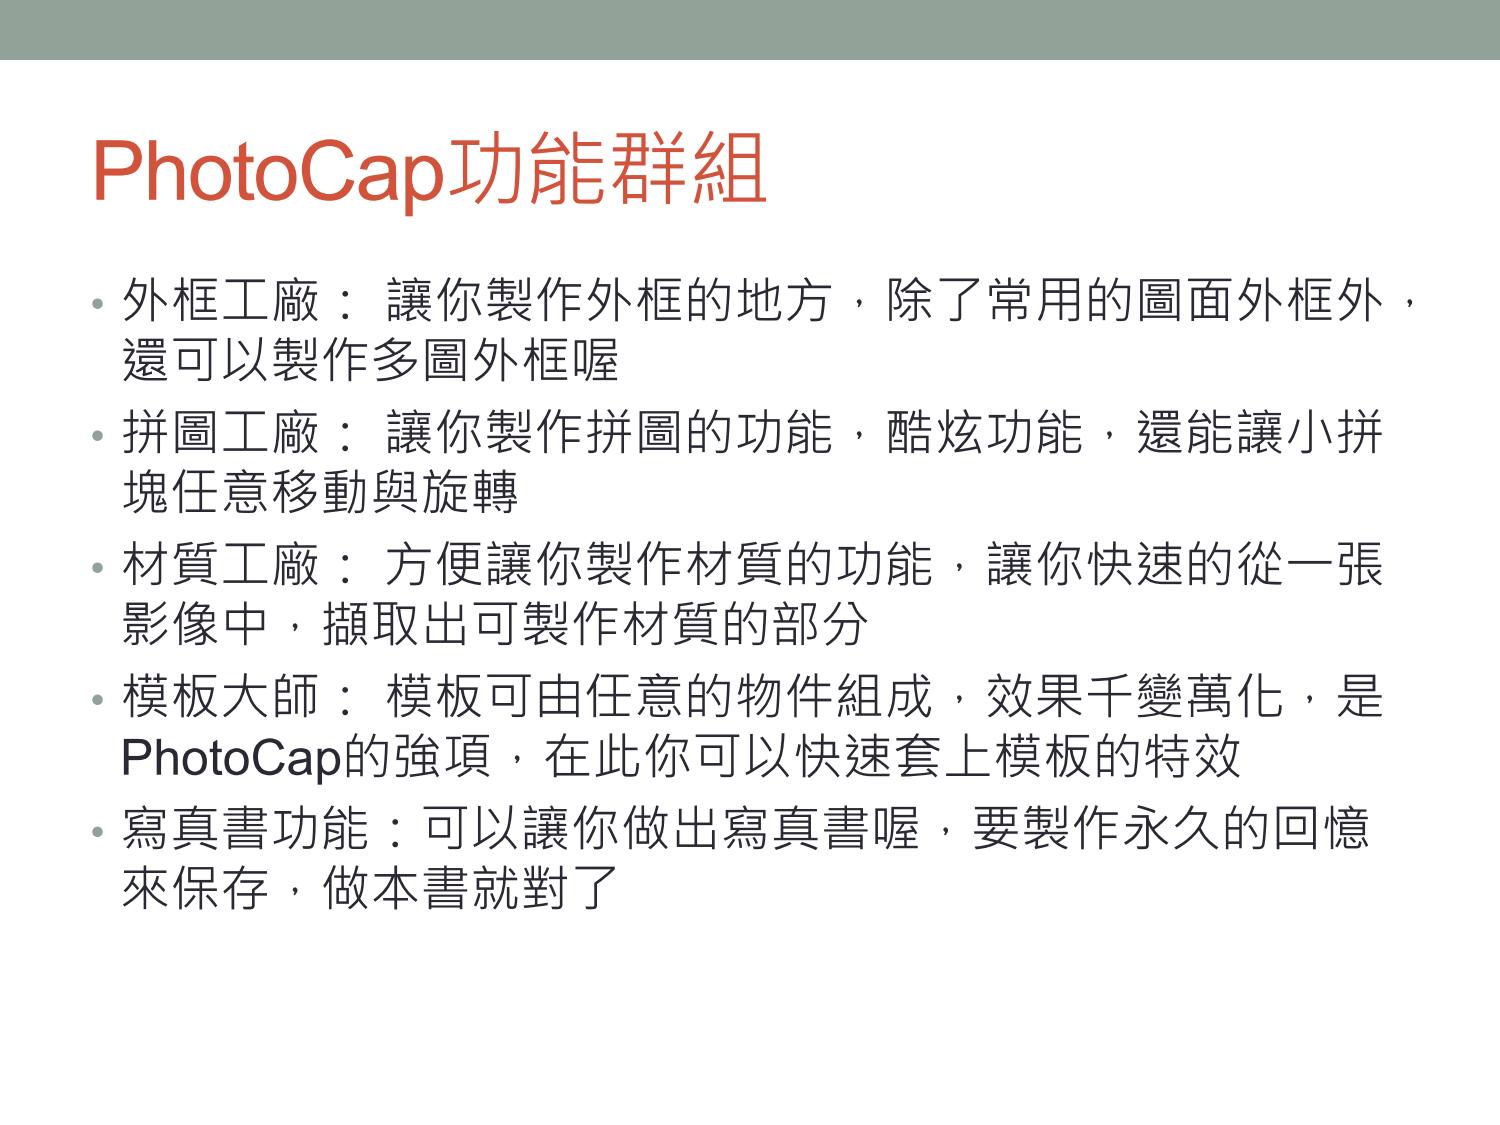 PhotoCap功能群組
• 外框工廠： 讓你製作外框的地方，除了常用的圖面外框外，
還可以製作多圖外框喔
• 拼圖工廠： 讓你製作拼圖的功能，酷炫功能，還能讓小拼
塊任意移動與旋轉
• 材質工廠： 方便讓你製作材質的功能，讓你快速的從一張
影像中，擷取出可製作材質的部分
• 模板大師： 模板可由任意的物件組成，效果千變萬化，是
PhotoCap的強項，在此你可以快速套上模板的特效
• 寫真書功能：可以讓你做出寫真書喔，要製作永久的回憶
來保存，做本書就對了